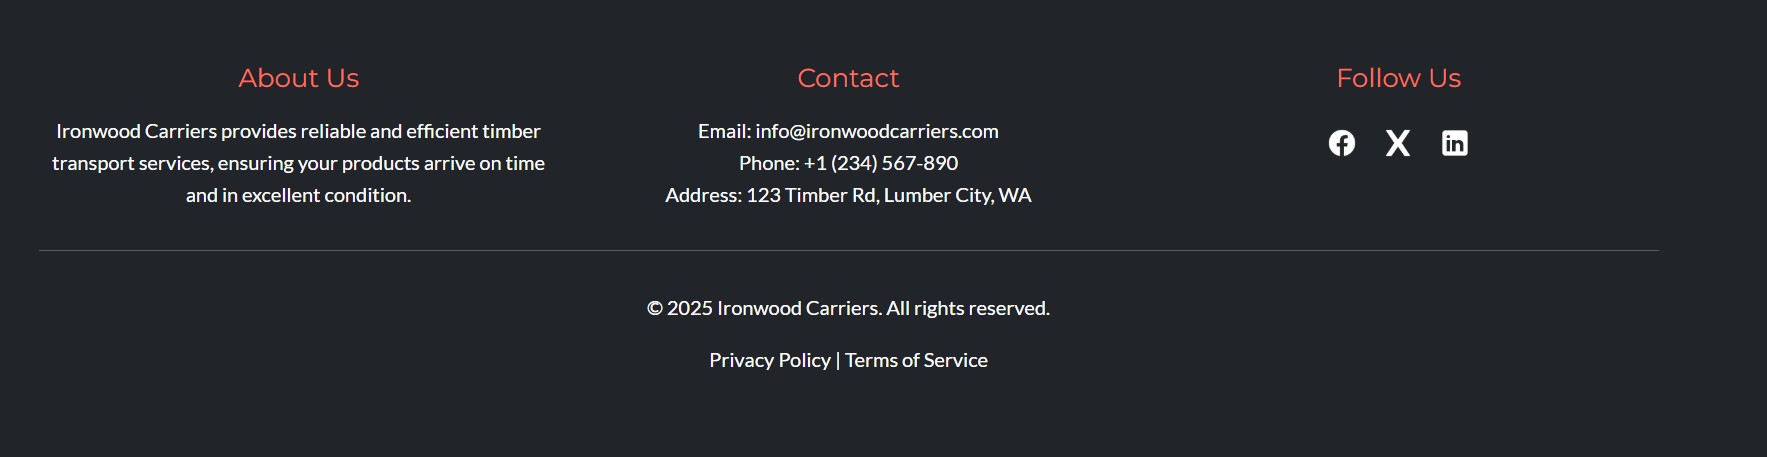 About Us
Ironwood Carriers provides reliable and efficient timber
transport services, ensuring your products arrive on time
and in excellent condition.
Contact
Email: info@ironwoodcarriers.com
Phone: +1 (234) 567-890
Address: 123 Timber Rd, Lumber City, WA
Follow Us
© 2025 Ironwood Carriers. All rights reserved.
Privacy Policy | Terms of Service